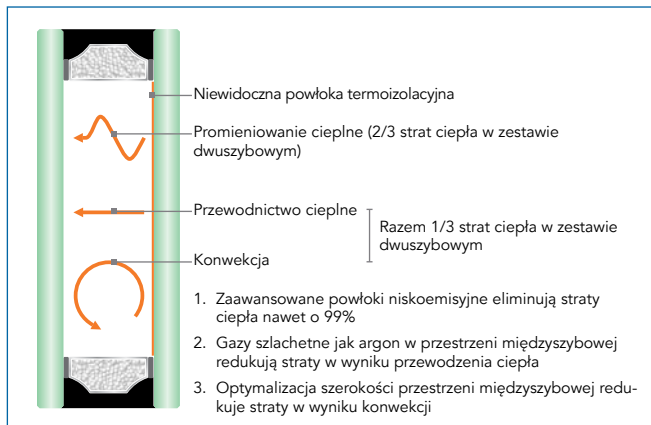 Niewidoczna powłoka termoizolacyjna
Promieniowanie cieplne (2/3 strat ciepła w zestawie
dwuszybowym)
Przewodnictwo cieplne
Razem 1/3 strat ciepła w zestawie
dwuszybowym
Konwekcja
1. Zaawansowane powłoki niskoemisyjne eliminują straty
ciepła nawet o 99%
2. Gazy szlachetne jak argon w przestrzeni międzyszybowej
redukują straty w wyniku przewodzenia ciepła
3. Optymalizacja szerokości przestrzeni międzyszybowej redu-
kuje straty w wyniku konwekcji